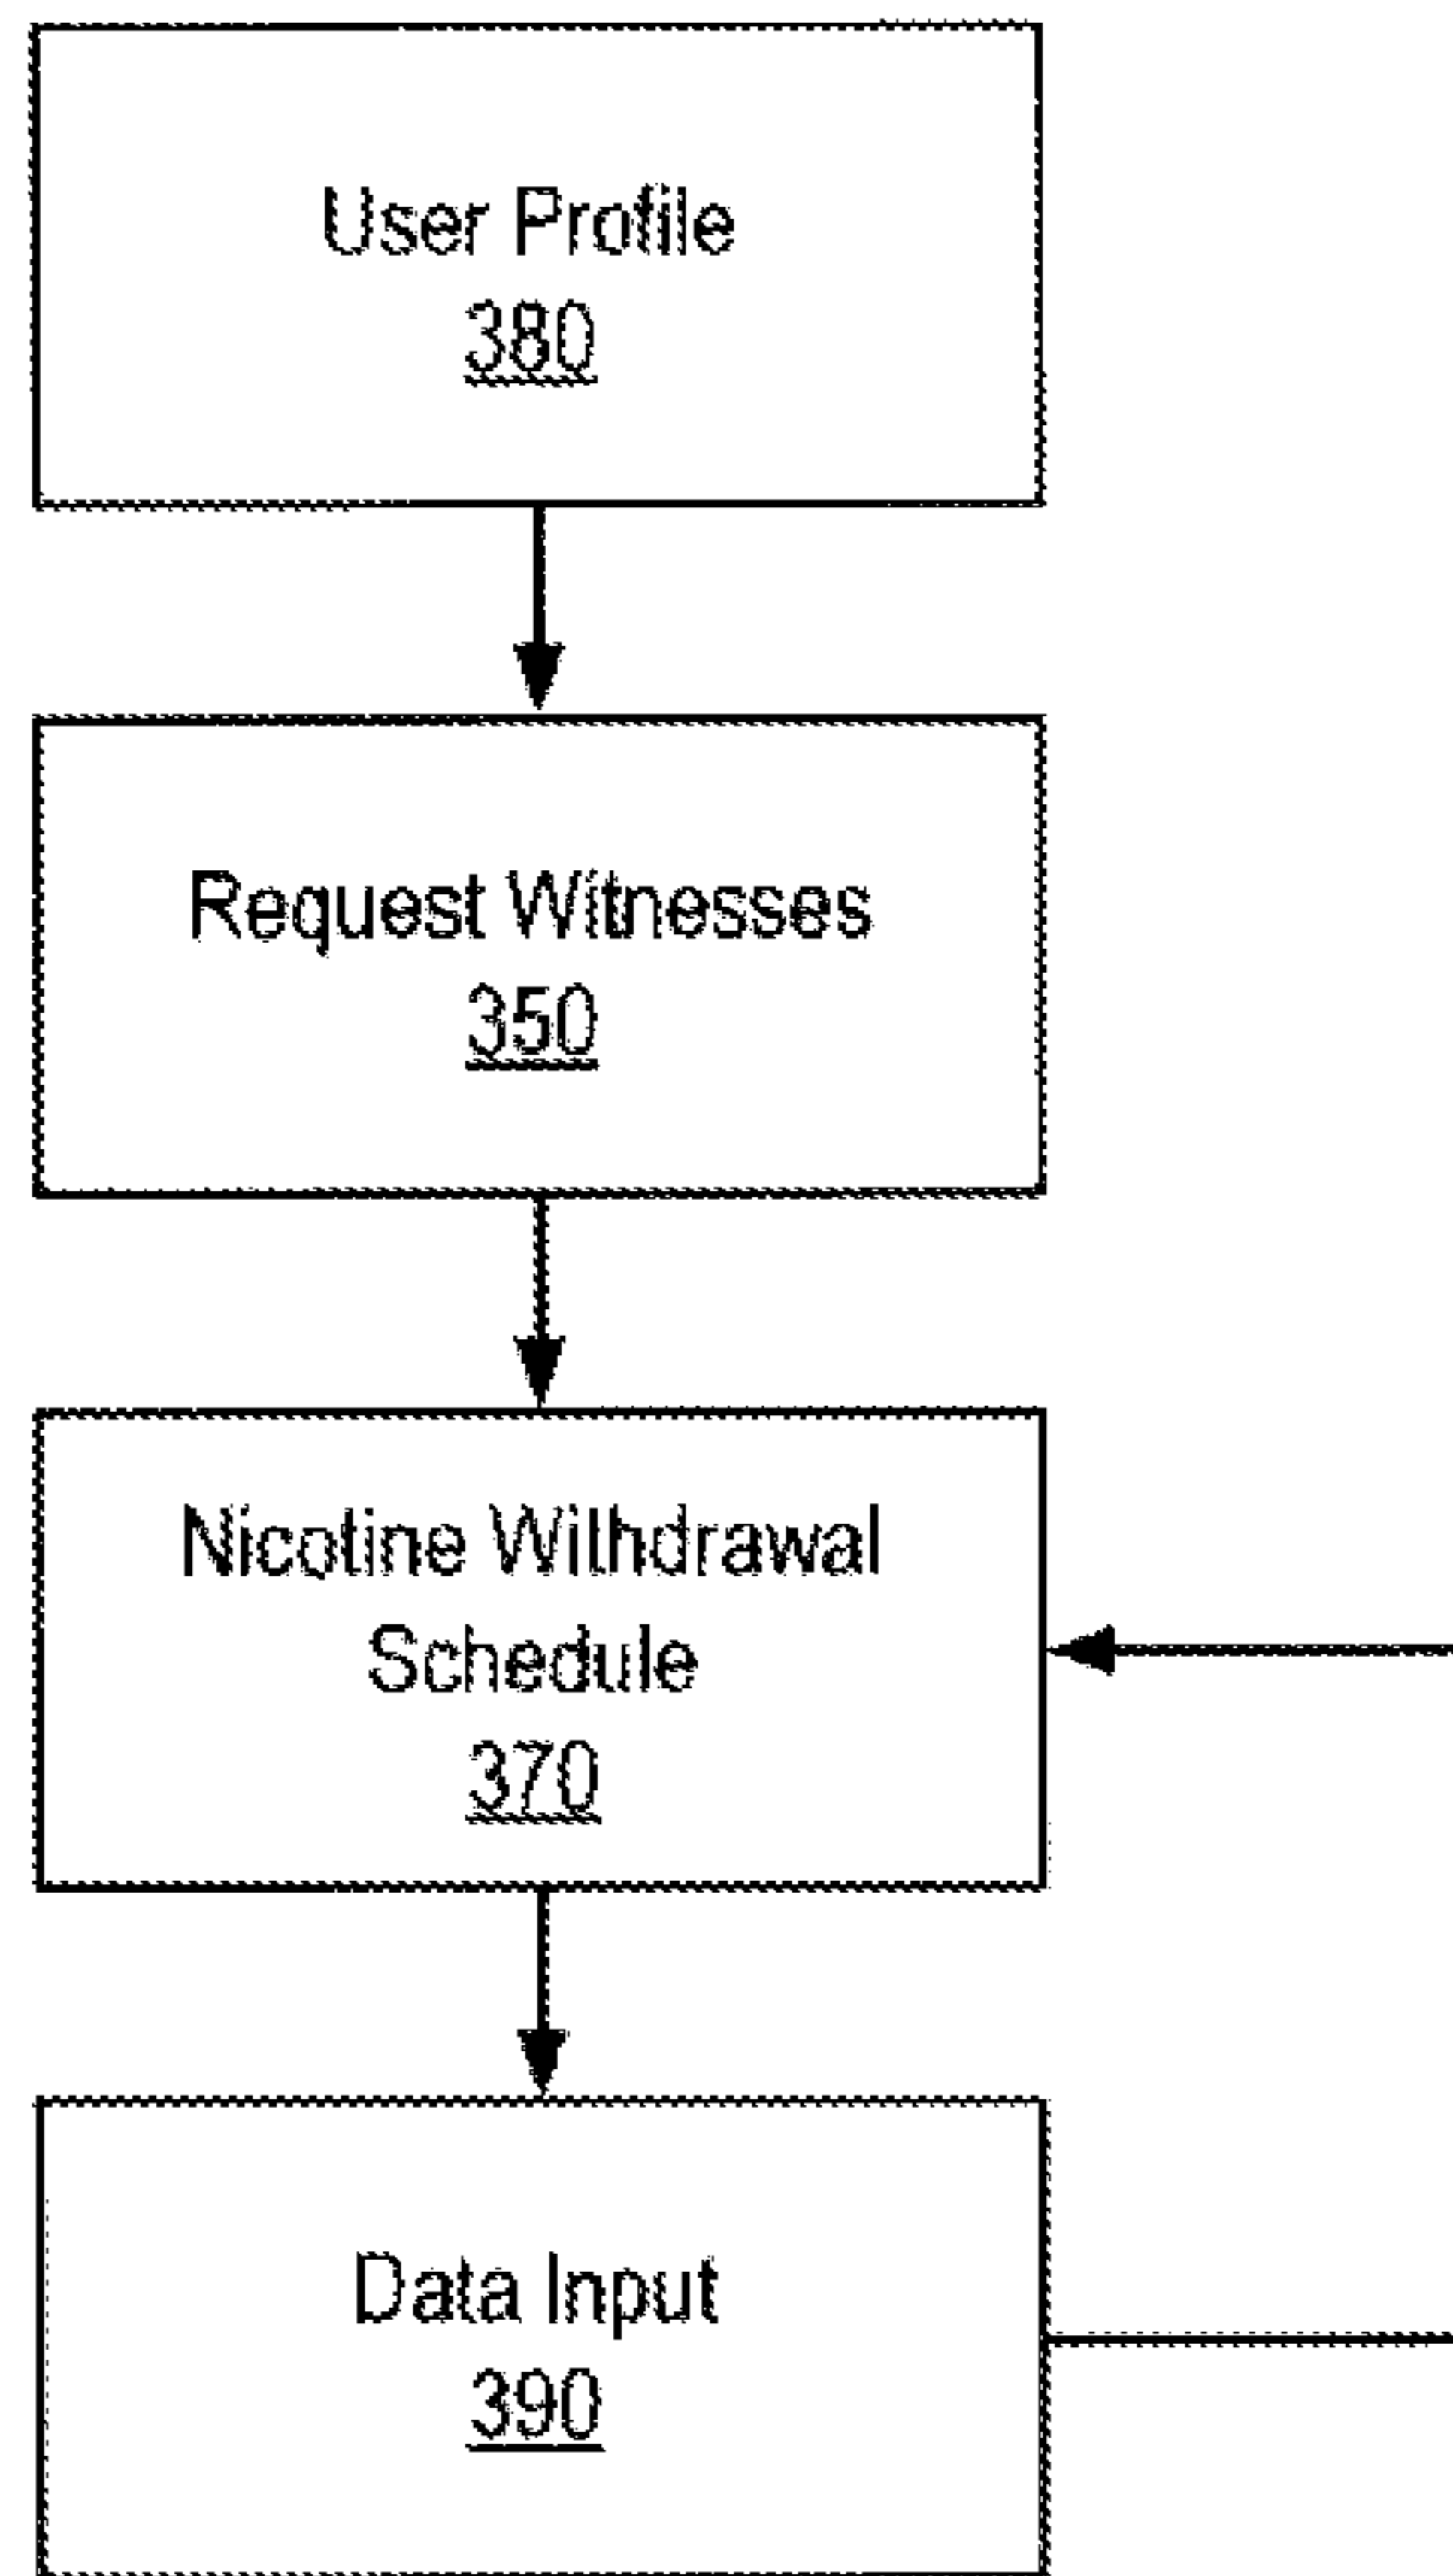 User Profile
380
Request Witnesses
350
Nicotine Withdrawal
Schedule
370
Data Input
390